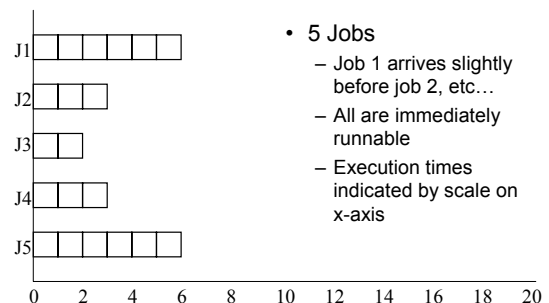 J1
J2
J3
J4
J5
0 2 4 6 8 10 12 14 16 18 20
• 5 Jobs
– Job 1 arrives slightly
before job 2, etc…
– All are immediately
runnable
– Execution times
indicated by scale on
x-axis